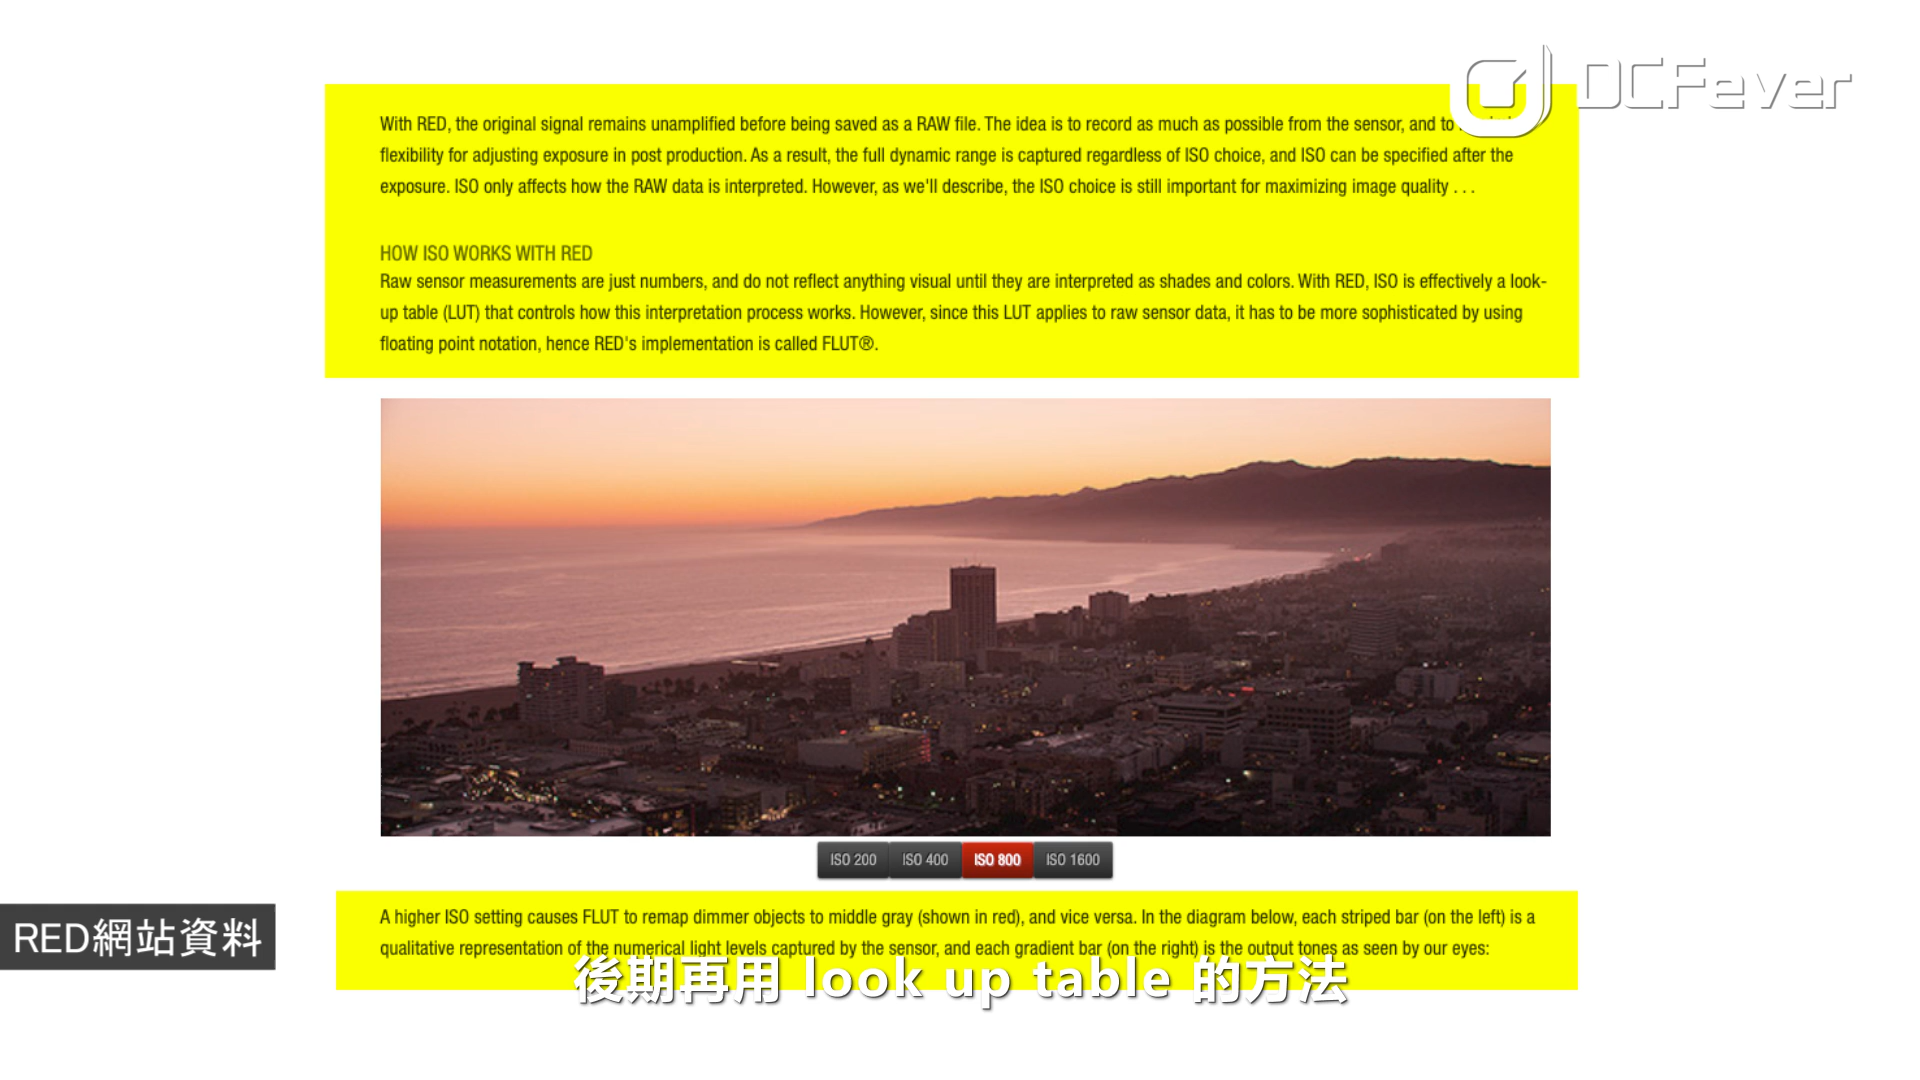 DCFever
With RED, the original signal remains unamplified before being saved as a RAW file. The idea is to record as much as possible from the sensor, and to
flexibility for adjusting exposure in post production. As a result, the full dynamic range is captured regardless of ISO choice, and ISO can be specified after the
exposure. ISO only affects how the RAW data is interpreted. However, as we'll describe, the ISO choice is still important for maximizing image quality . . .
HOW ISO WORKS WITH RED
Raw sensor measurements are just numbers, and do not reflect anything visual until they are interpreted as shades and colors. With RED, ISO is effectively a look-
up table (LUT) that controls how this interpretation process works. However, since this LUT applies to raw sensor data, it has to be more sophisticated by using
floating point notation, hence RED's implementation is called FLUT®.
ISO 200 ISO 400 ISO 800 ISO 1600
A higher ISO setting causes FLUT to remap dimmer objects to middle gray (shown in red), and vice versa. In the diagram below, each striped bar (on the left) is a
qualitative representation of the numerical light levels captured by the sensor, and each gradient bar (on the right) is the output tones as seen by our eyes:
RED網站資料
後期再用 look up table 的方法